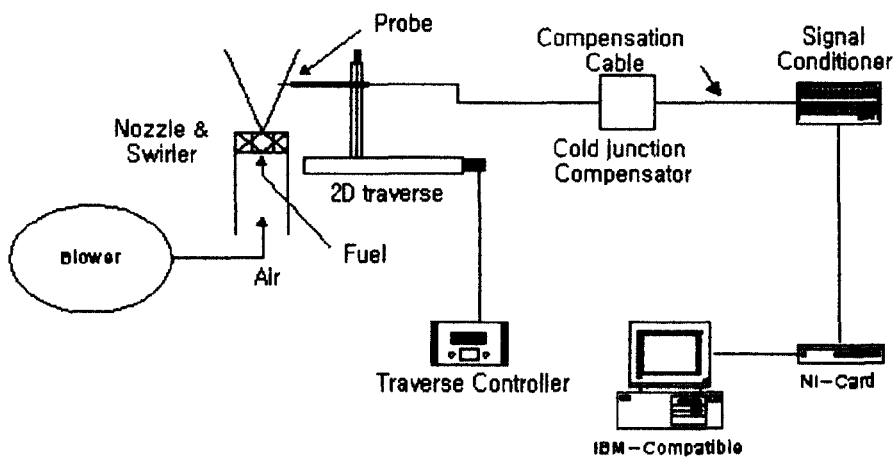 Probe
Compensation
Cable
Signal
Conditioner
Nozzle &
Swirler
Cold junction
Compensator
2D traverse
Blower
Air
Fuel
Traverse Controller
NI-Card
IBM-Compatible